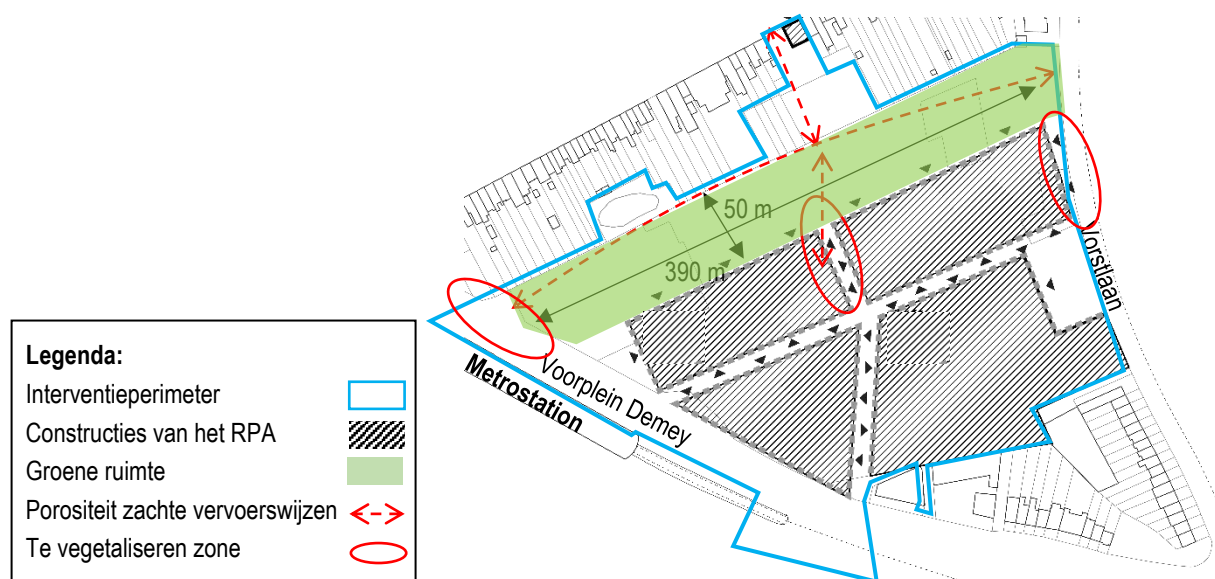 50 m
390 m
Vorstlaan
Voorplein Demey
Metrostation
Legenda:
Interventieperimeter
Constructies van het RPA
Groene ruimte
Porositeit zachte vervoerswijzen
Te vegetaliseren zone